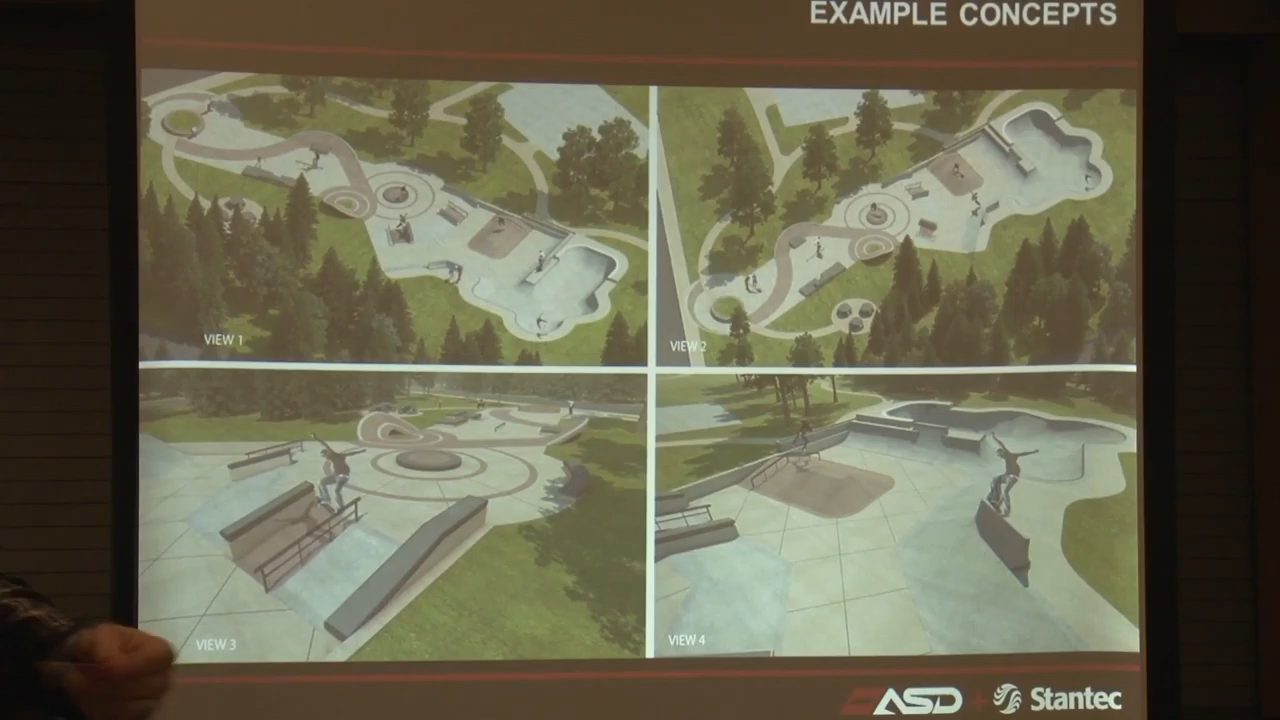 EXAMPLE CONCEPTS
VIEW 1
VIEW 2
VIEW 3
VIEW 4
ASD + Stantec